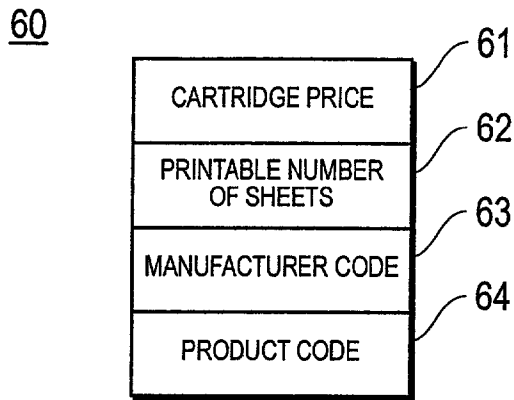 60
61
CARTRIDGE PRICE
62
PRINTABLE NUMBER
OF SHEETS
63
MANUFACTURER CODE
64
PRODUCT CODE